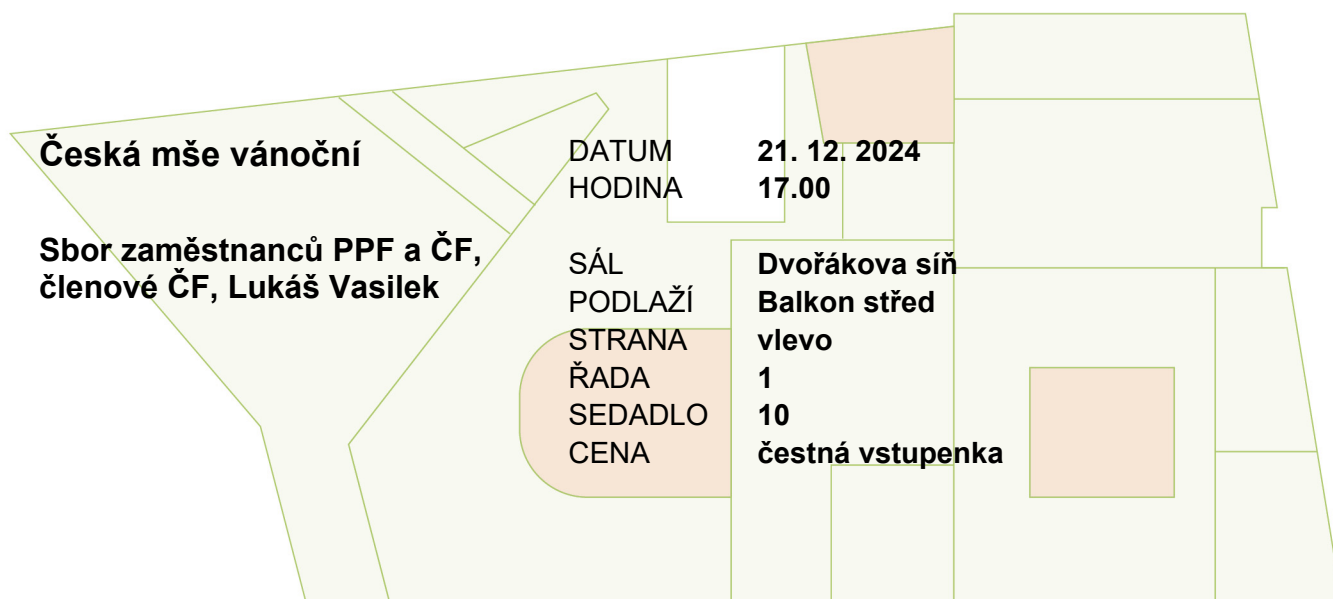 Česká mše vánoční
Sbor zaměstnanců PPF a ČF,
členové ČF, Lukáš Vasilek
DATUM 21. 12. 2024
HODINA 17.00
SÁL Dvořákova síň
PODLAŽÍ Balkon střed
STRANA vlevo
ŘADA 1
SEDADLO 10
CENA čestná vstupenka